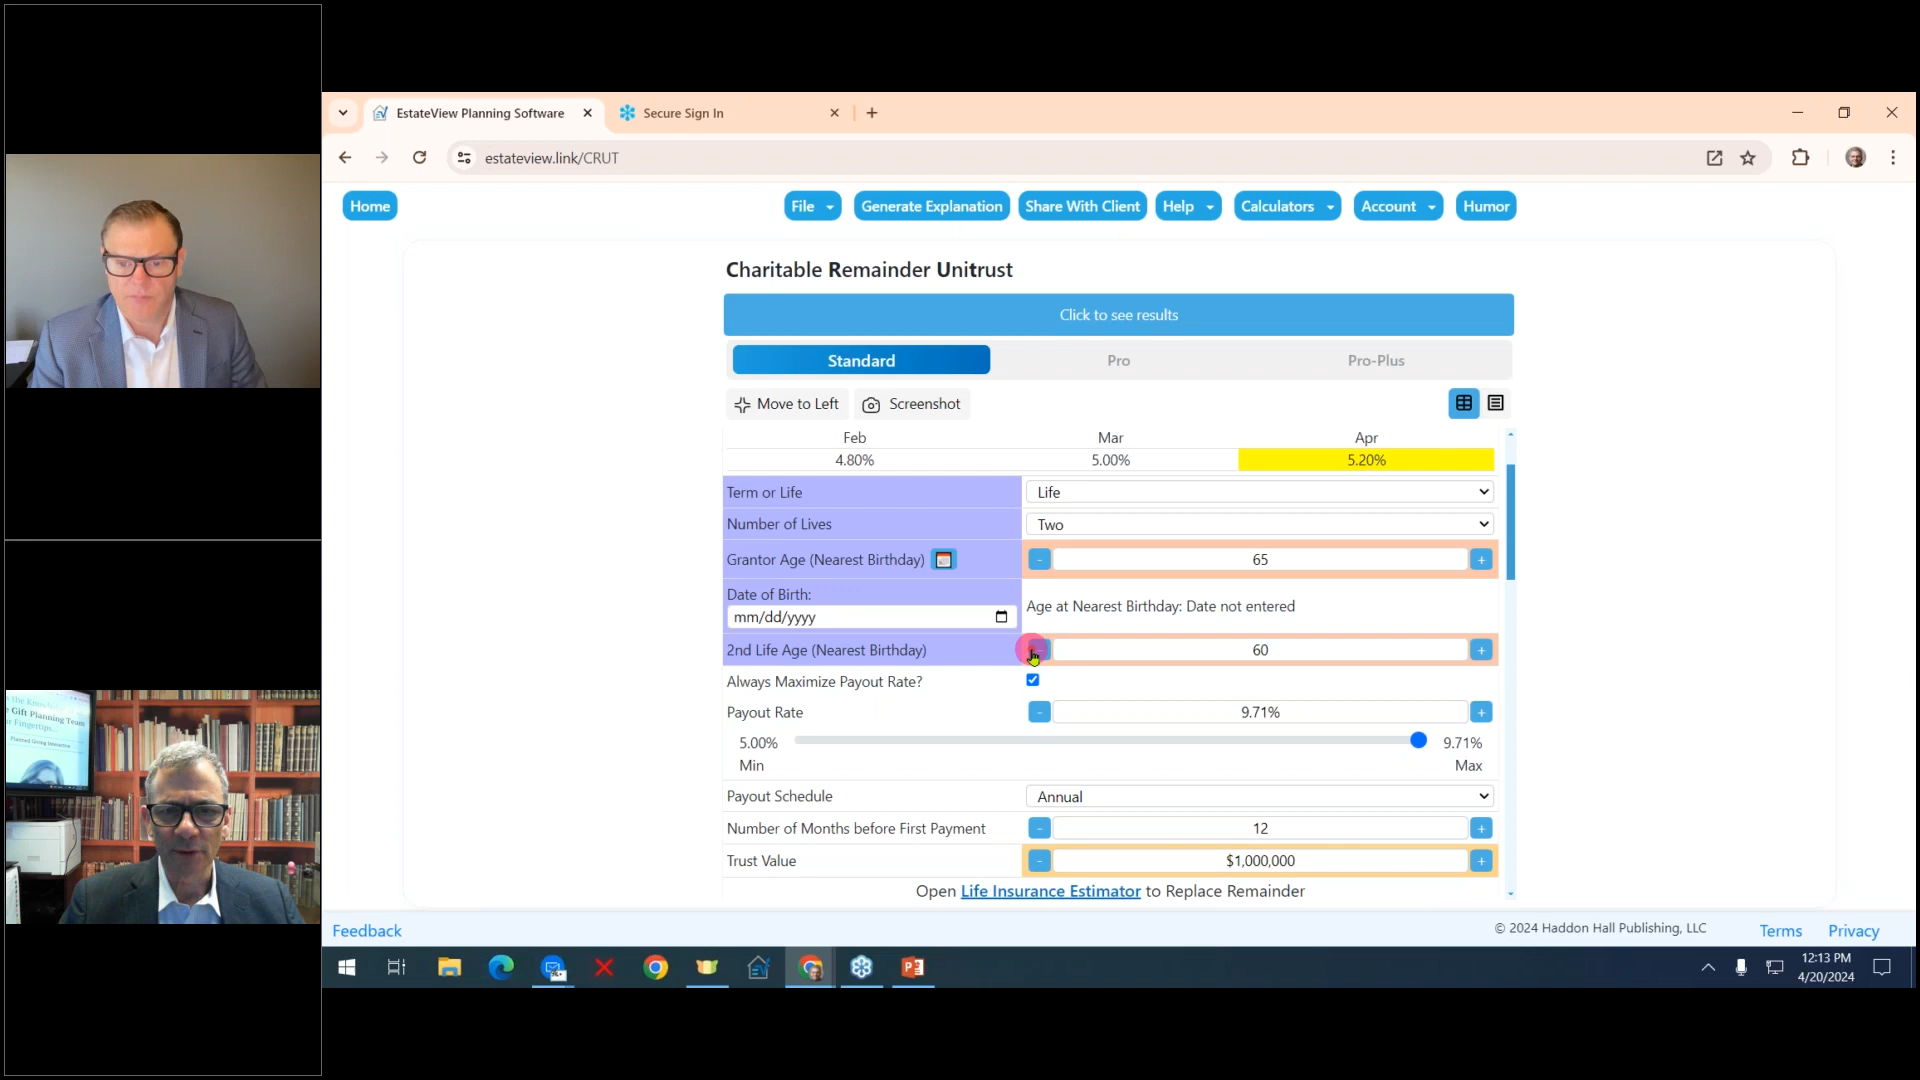 EstateView Planning Software
Secure Sign In
estateview.link/CRUT
Home
File
Generate Explanation
Share With Client
Help
Calculators
Account
Humor
Charitable Remainder Unitrust
Click to see results
Standard
Pro
Pro-Plus
Move to Left
Screenshot
Feb Mar Apr
4.80% 5.00% 5.20%
Term or Life Life
Number of Lives Two
Grantor Age (Nearest Birthday) - 65 +
Date of Birth:
mm/dd/yyyy
Age at Nearest Birthday: Date not entered
2nd Life Age (Nearest Birthday) - 60 +
Always Maximize Payout Rate?
Payout Rate - 9.71% +
5.00% 9.71%
Min Max
Payout Schedule Annual
Number of Months before First Payment - 12 +
Trust Value - $1,000,000 +
Open Life Insurance Estimator to Replace Remainder
Feedback
© 2024 Haddon Hall Publishing, LLC
Terms
Privacy
12:13 PM
4/20/2024
Gift Planning Team
Fingertips...